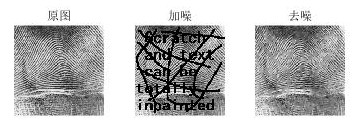 原图 加噪 去噪
Scratch
and text
can be
totally
inpainted